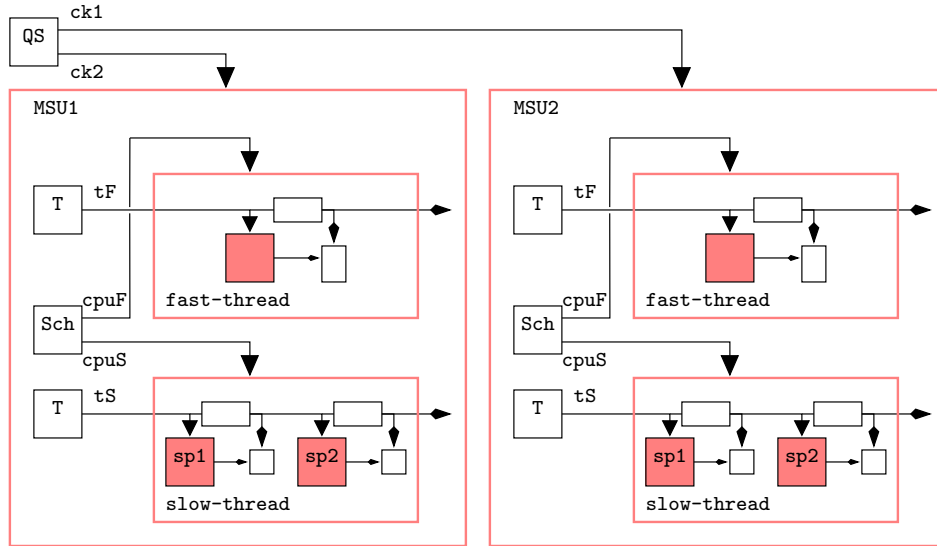 ck1
QS
ck2
MSU1
T
tF
fast-thread
cpuF
Sch
cpuS
T
tS
sp1
sp2
slow-thread
MSU2
T
tF
fast-thread
cpuF
Sch
cpuS
T
tS
sp1
sp2
slow-thread